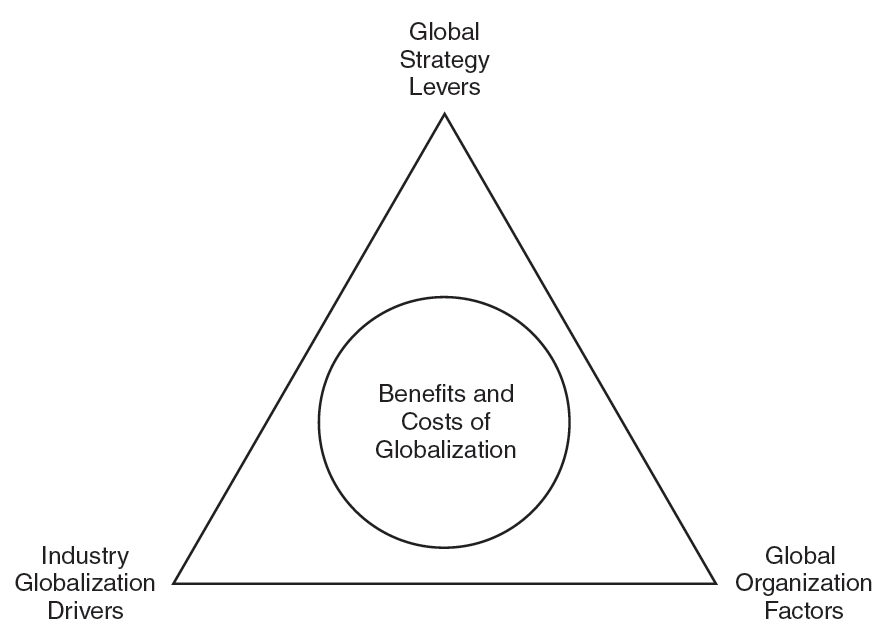 Global
Strategy
Levers
Benefits and
Costs of
Globalization
Industry
Globalization
Drivers
Global
Organization
Factors